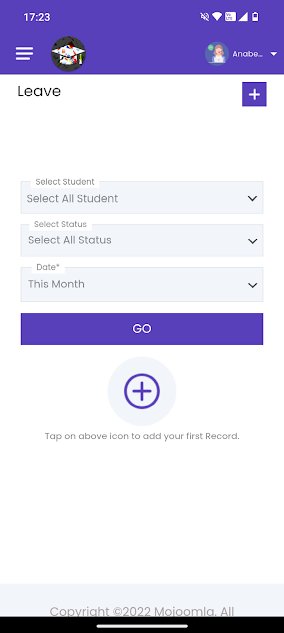 17:23
Anabe...
Leave
Select Student
Select All Student
Select Status
Select All Status
Date*
This Month
GO
Tap on above icon to add your first Record.
Copyright ©2022 Mojoomla. All